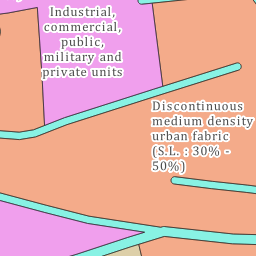 Industrial,
commercial,
public,
military and
private units
Discontinuous
medium density
urban fabric
(S.L. : 30% -
50%)